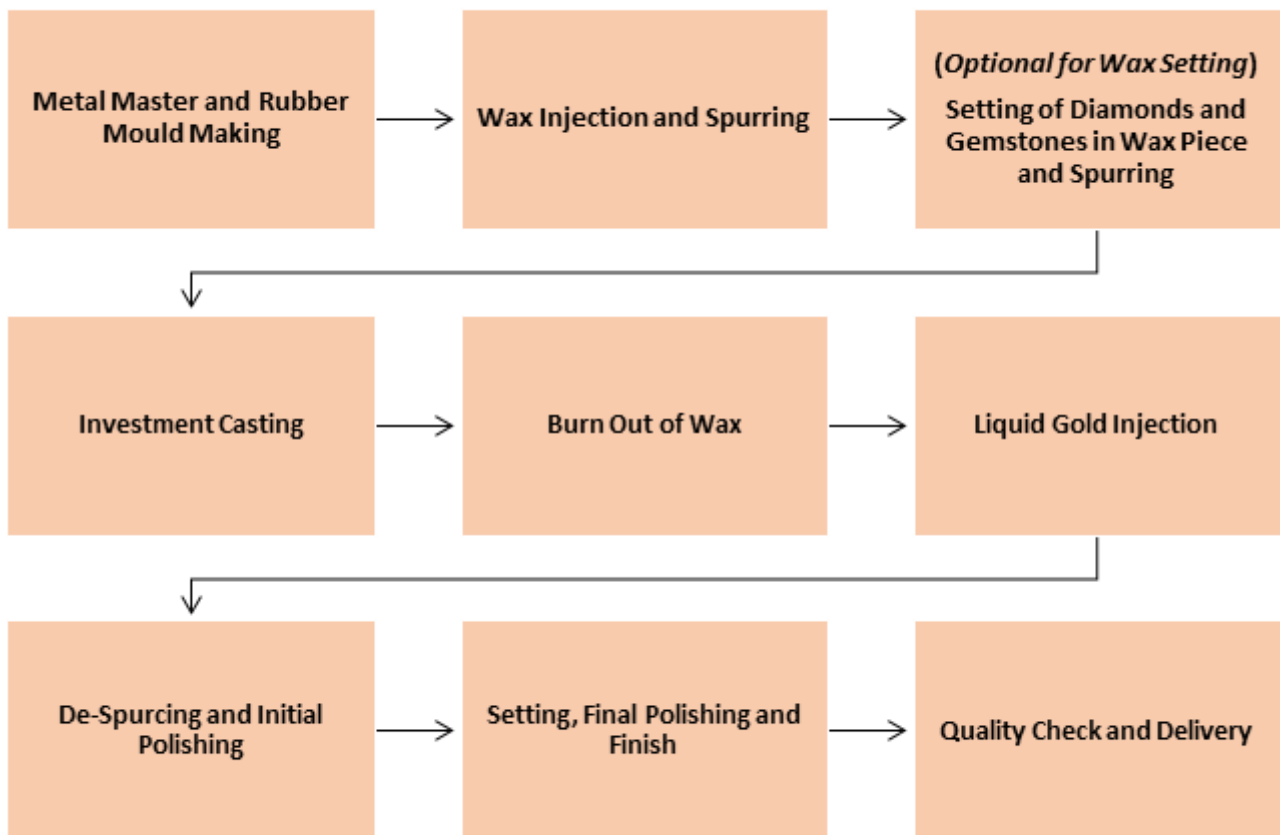 Metal Master and Rubber
Mould Making
Wax Injection and Spurring
(Optional for Wax Setting)
Setting of Diamonds and
Gemstones in Wax Piece
and Spurring
Investment Casting
Burn Out of Wax
Liquid Gold Injection
De-Spurcing and Initial
Polishing
Setting, Final Polishing and
Finish
Quality Check and Delivery